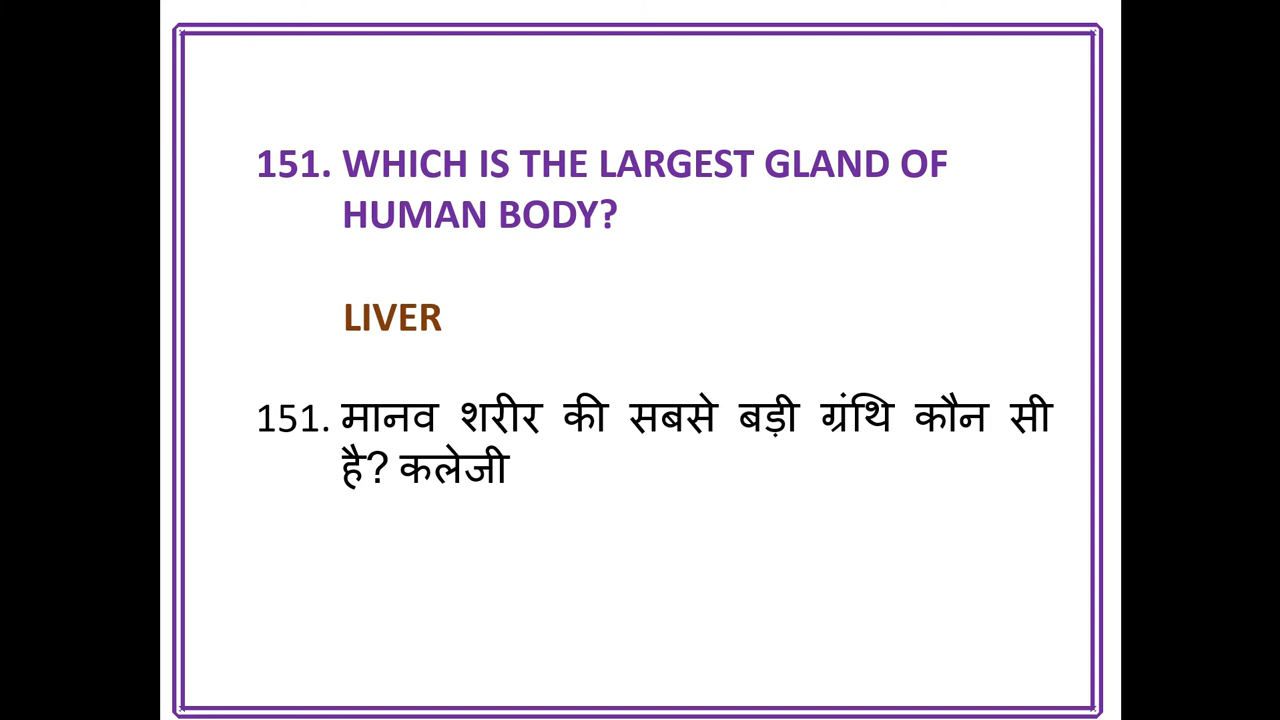 151. WHICH IS THE LARGEST GLAND OF
HUMAN BODY?
LIVER
151. मानव शरीर की सबसे बड़ी ग्रंथि कौन सी
है? कलेजी